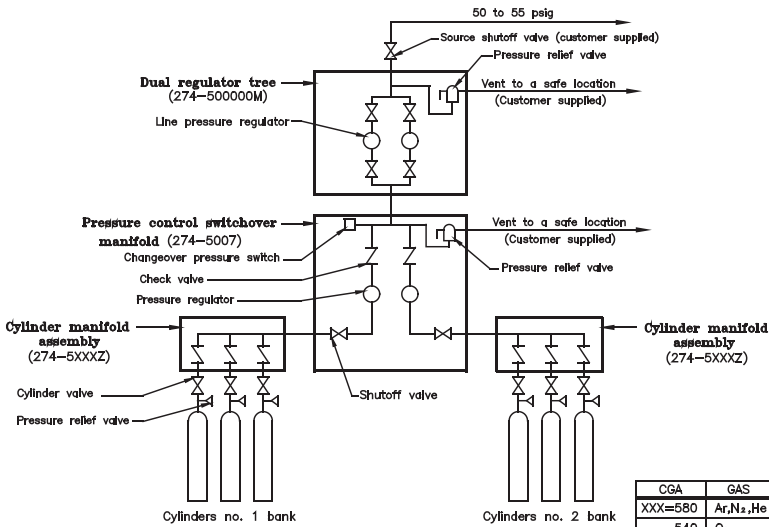 50 to 55 psig
Source shutoff valve (customer supplied)
Pressure relief valve
Dual regulator tree
(274-500000M)
Vent to a safe location
(Customer supplied)
Line pressure regulator
Pressure control switchover
manifold (274-5007)
Changeover pressure switch
Vent to a safe location
(Customer supplied)
Check valve
Pressure relief valve
Pressure regulator
Cylinder manifold
assembly
(274-5XXXZ)
Cylinder manifold
assembly
(274-5XXXZ)
Cylinder valve
Shutoff valve
Pressure relief valve
Cylinders no. 1 bank
Cylinders no. 2 bank
CGA GAS
XXX=580 Ar,N₂,He